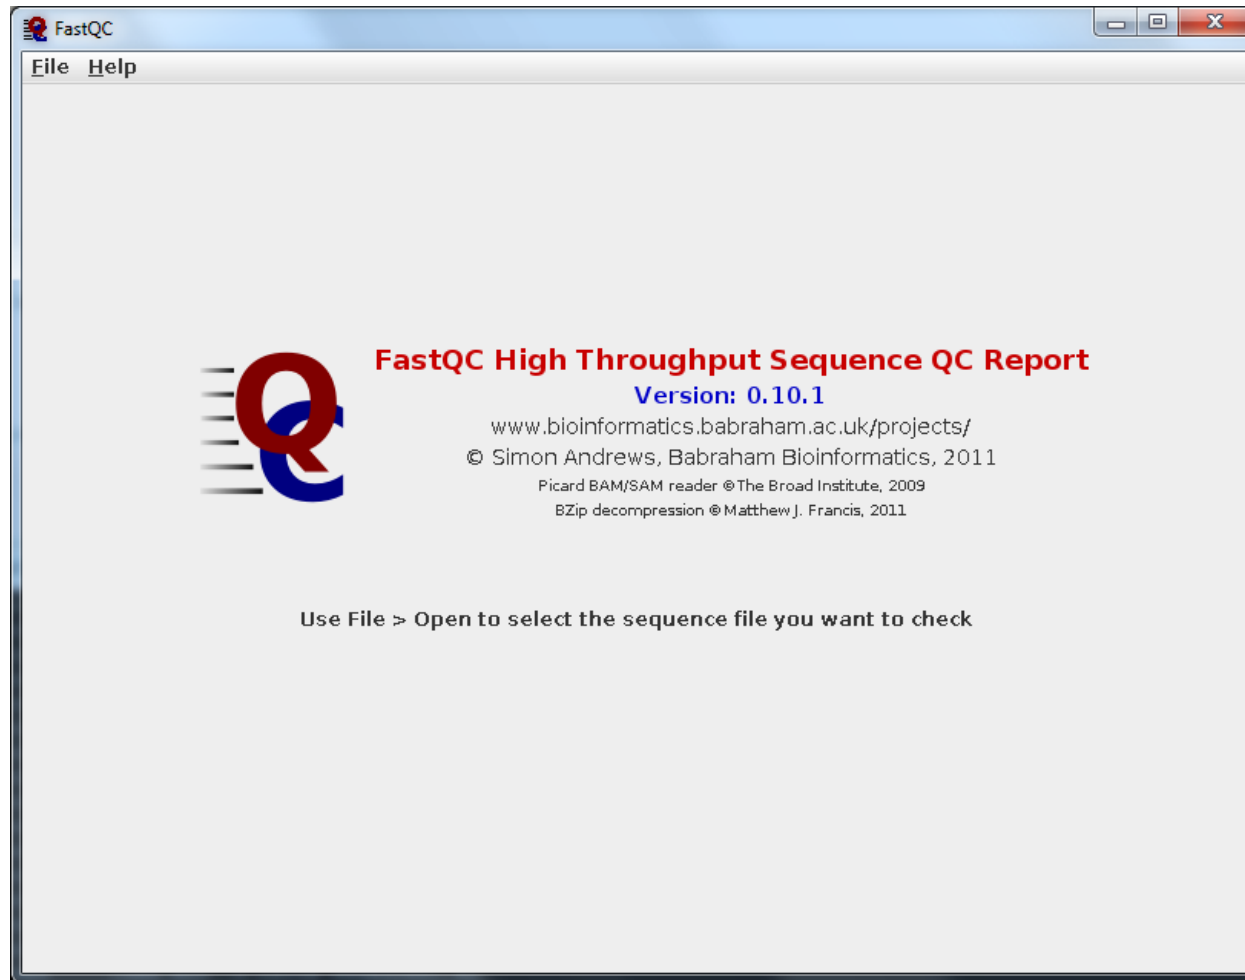 FastQC
File Help
QC
FastQC High Throughput Sequence QC Report
Version: 0.10.1
www.bioinformatics.babraham.ac.uk/projects/
© Simon Andrews, Babraham Bioinformatics, 2011
Picard BAM/SAM reader © The Broad Institute, 2009
BZip decompression © Matthew J. Francis, 2011
Use File > Open to select the sequence file you want to check